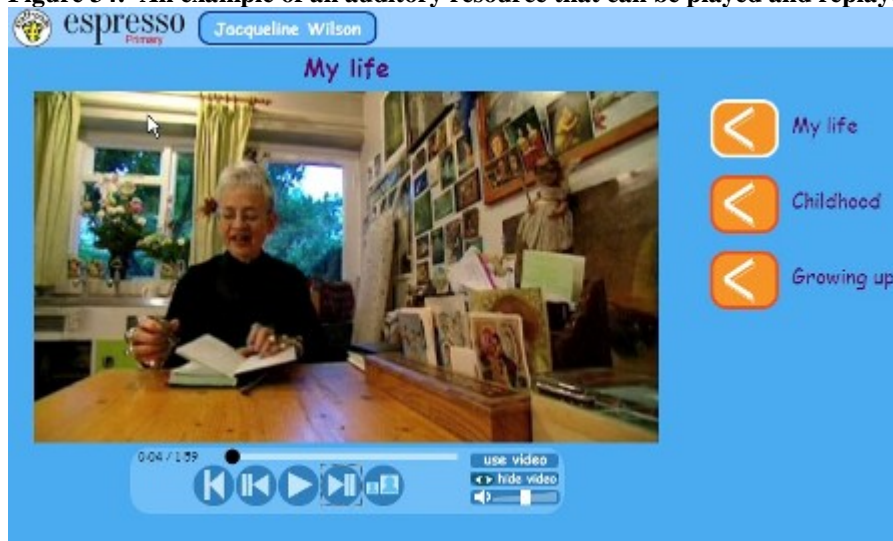 Figure 34: An example of an auditory resource that can be played and replay
espresso
Primary
Jacqueline Wilson
My life
My life
Childhood
Growing up
0:04 / 1:59
use video
hide video